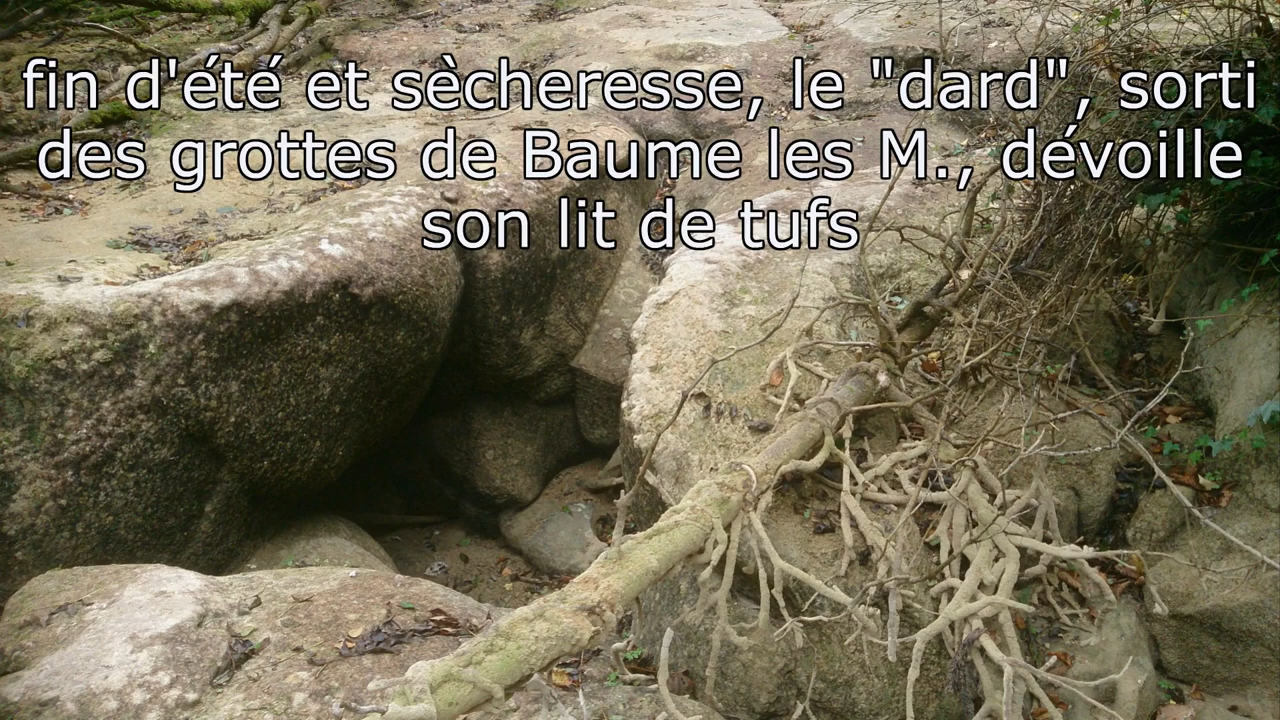 fin d'été et sècheresse, le "dard", sorti
des grottes de Baume les M., dévoille
son lit de tufs